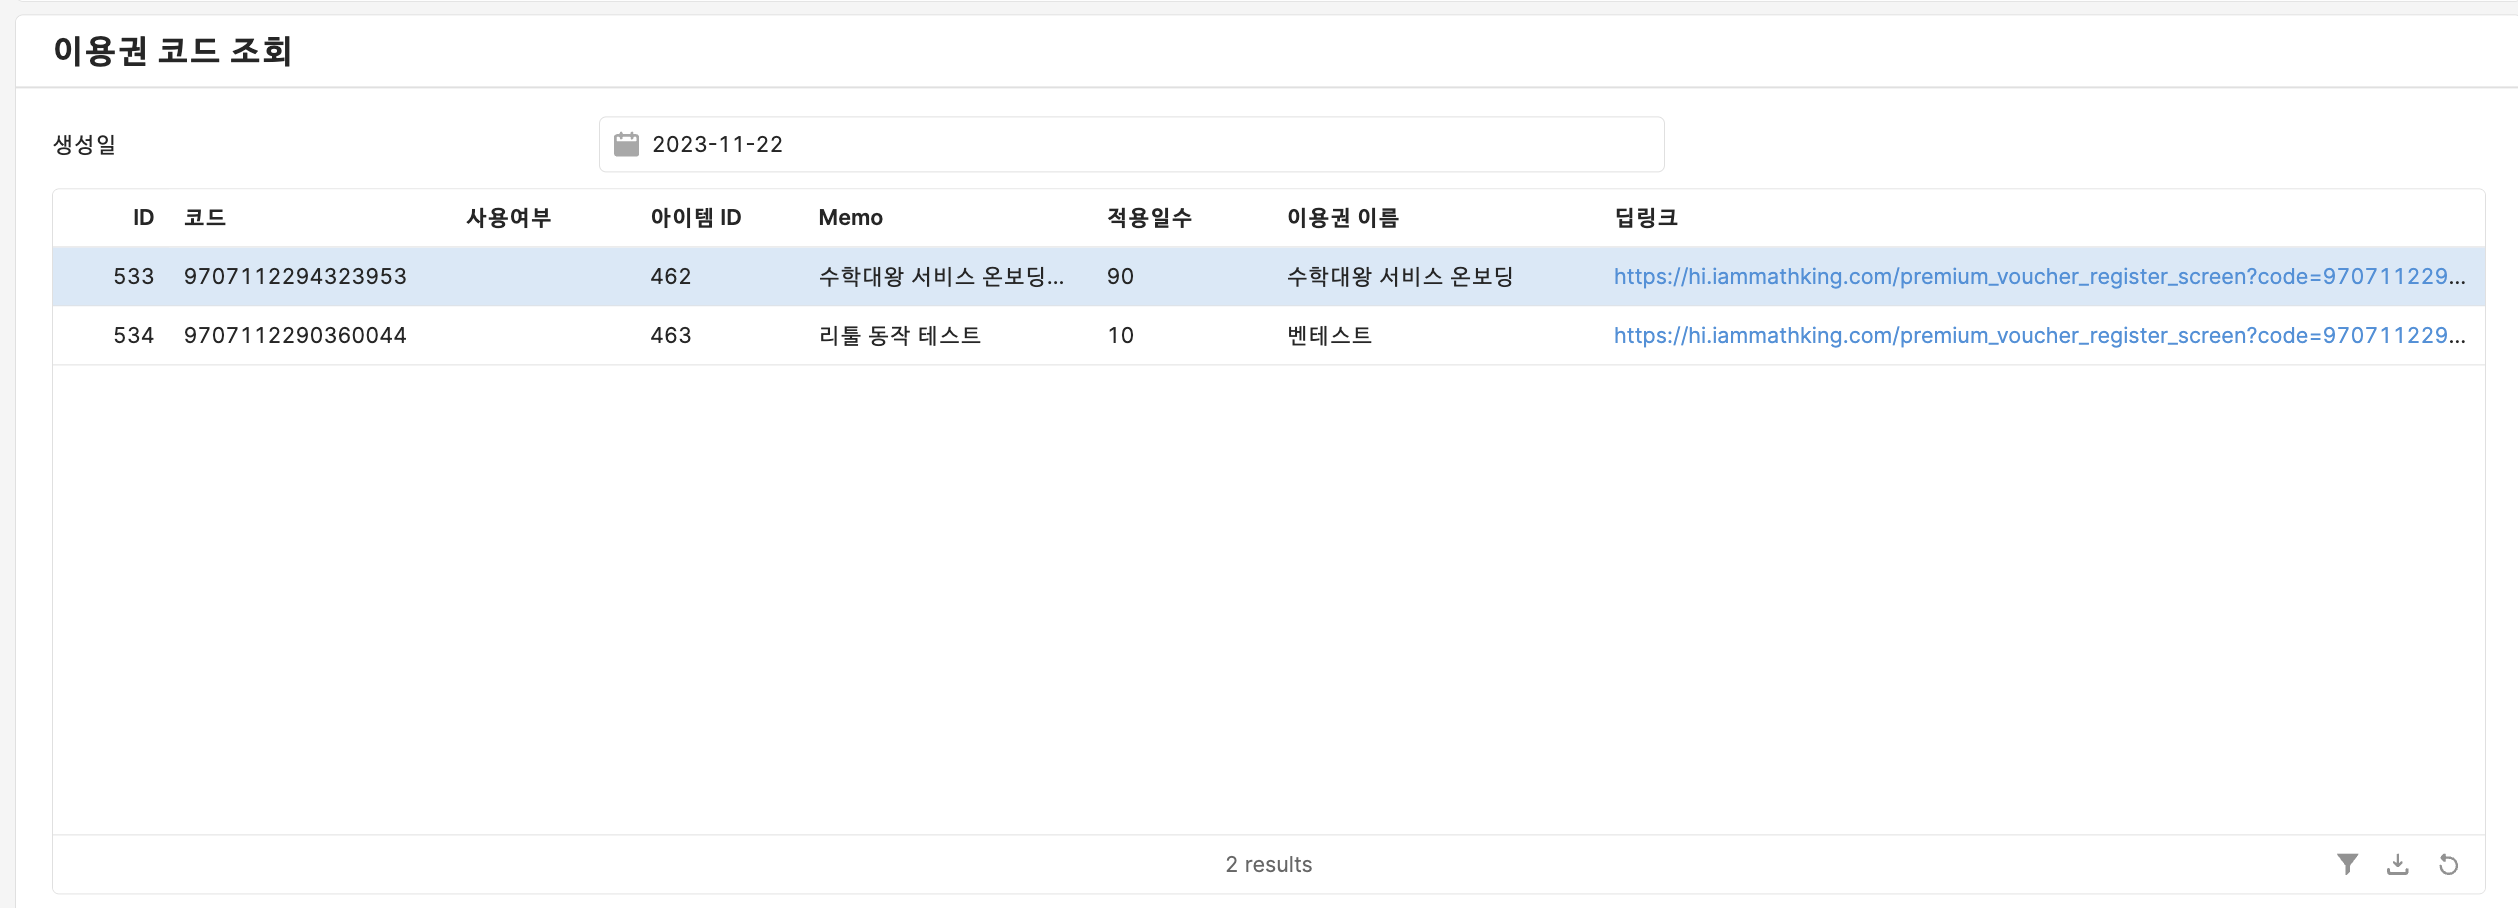 이용권 코드 조회
생성일 2023-11-22
ID 코드 사용여부 아이템 ID Memo 적용일수 이용권 이름 딥링크
533 9707112294323953 462 수학대왕 서비스 온보딩... 90 수학대왕 서비스 온보딩 https://hi.iammathking.com/premium_voucher_register_screen?code=970711229...
534 9707112290360044 463 리툴 동작 테스트 10 벤테스트 https://hi.iammathking.com/premium_voucher_register_screen?code=970711229...
2 results